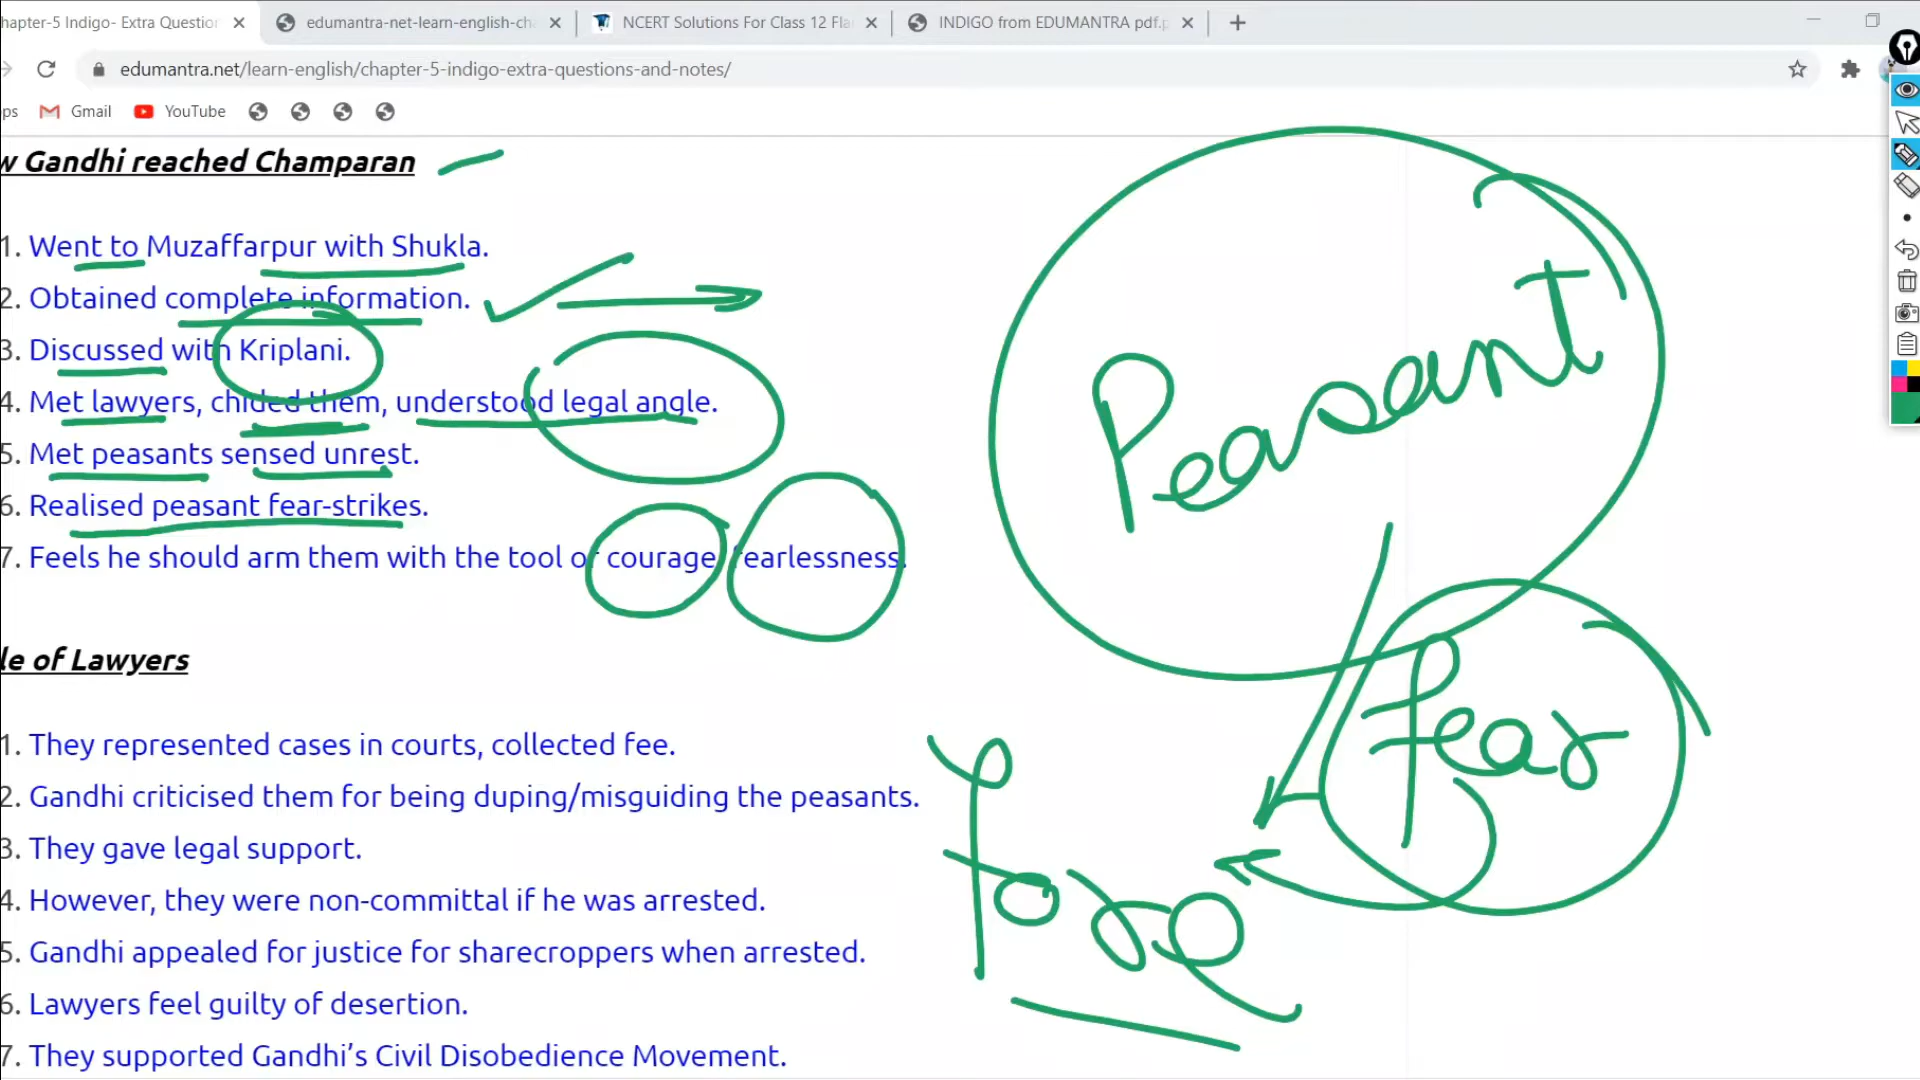 hapter-5 Indigo- Extra Question
edumantra-net-learn-english-ch
NCERT Solutions For Class 12 Fla
INDIGO from EDUMANTRA pdf.p
edumantra.net/learn-english/chapter-5-indigo-extra-questions-and-notes/
ps Gmail YouTube
w Gandhi reached Champaran
1. Went to Muzaffarpur with Shukla.
2. Obtained complete information.
3. Discussed with Kriplani.
4. Met lawyers, chided them, understood legal angle.
5. Met peasants sensed unrest.
6. Realised peasant fear-strikes.
7. Feels he should arm them with the tool of courage fearlessness.
Peasant
fear
le of Lawyers
1. They represented cases in courts, collected fee.
2. Gandhi criticised them for being duping/misguiding the peasants.
3. They gave legal support.
4. However, they were non-committal if he was arrested.
5. Gandhi appealed for justice for sharecroppers when arrested.
6. Lawyers feel guilty of desertion.
7. They supported Gandhi's Civil Disobedience Movement.